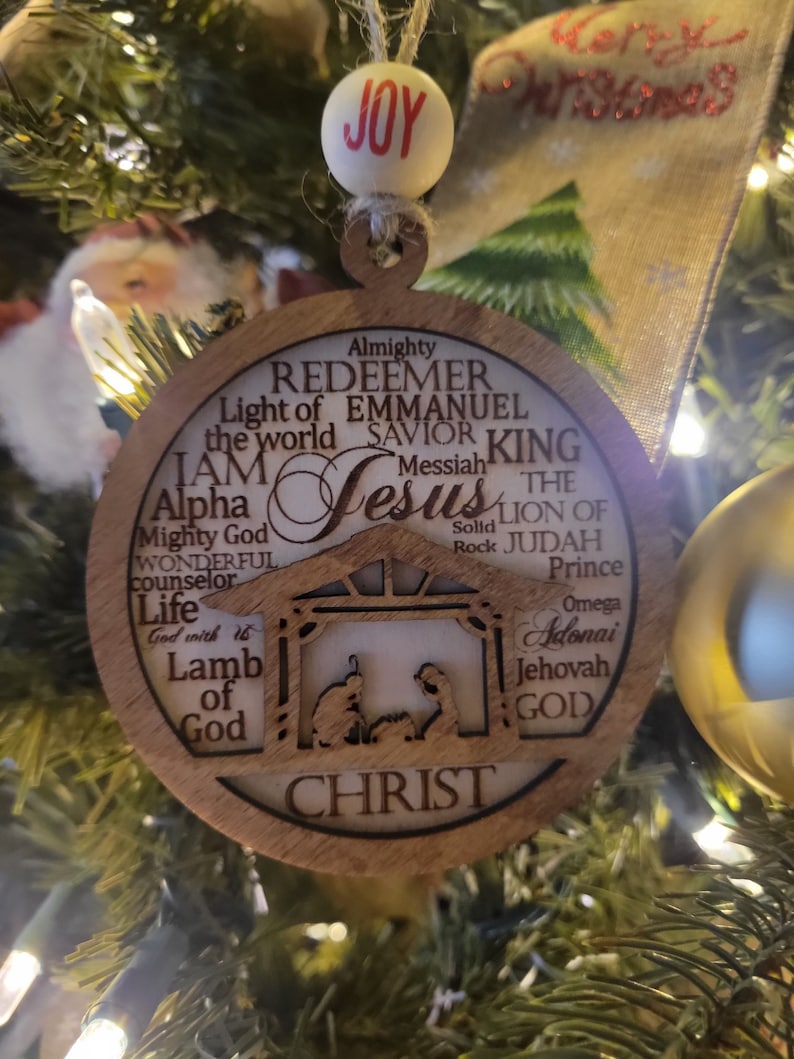 JOY
Merry
Christmas
Almighty
REDEEMER
Light of
the world
EMMANUEL
SAVIOR
KING
I AM
Messiah
Jesus
THE
LION OF
JUDAH
Alpha
Solid
Rock
Mighty God
WONDERFUL
counselor
Prince
Life
Omega
God with Us
Adonai
Lamb
of
God
Jehovah
GOD
CHRIST